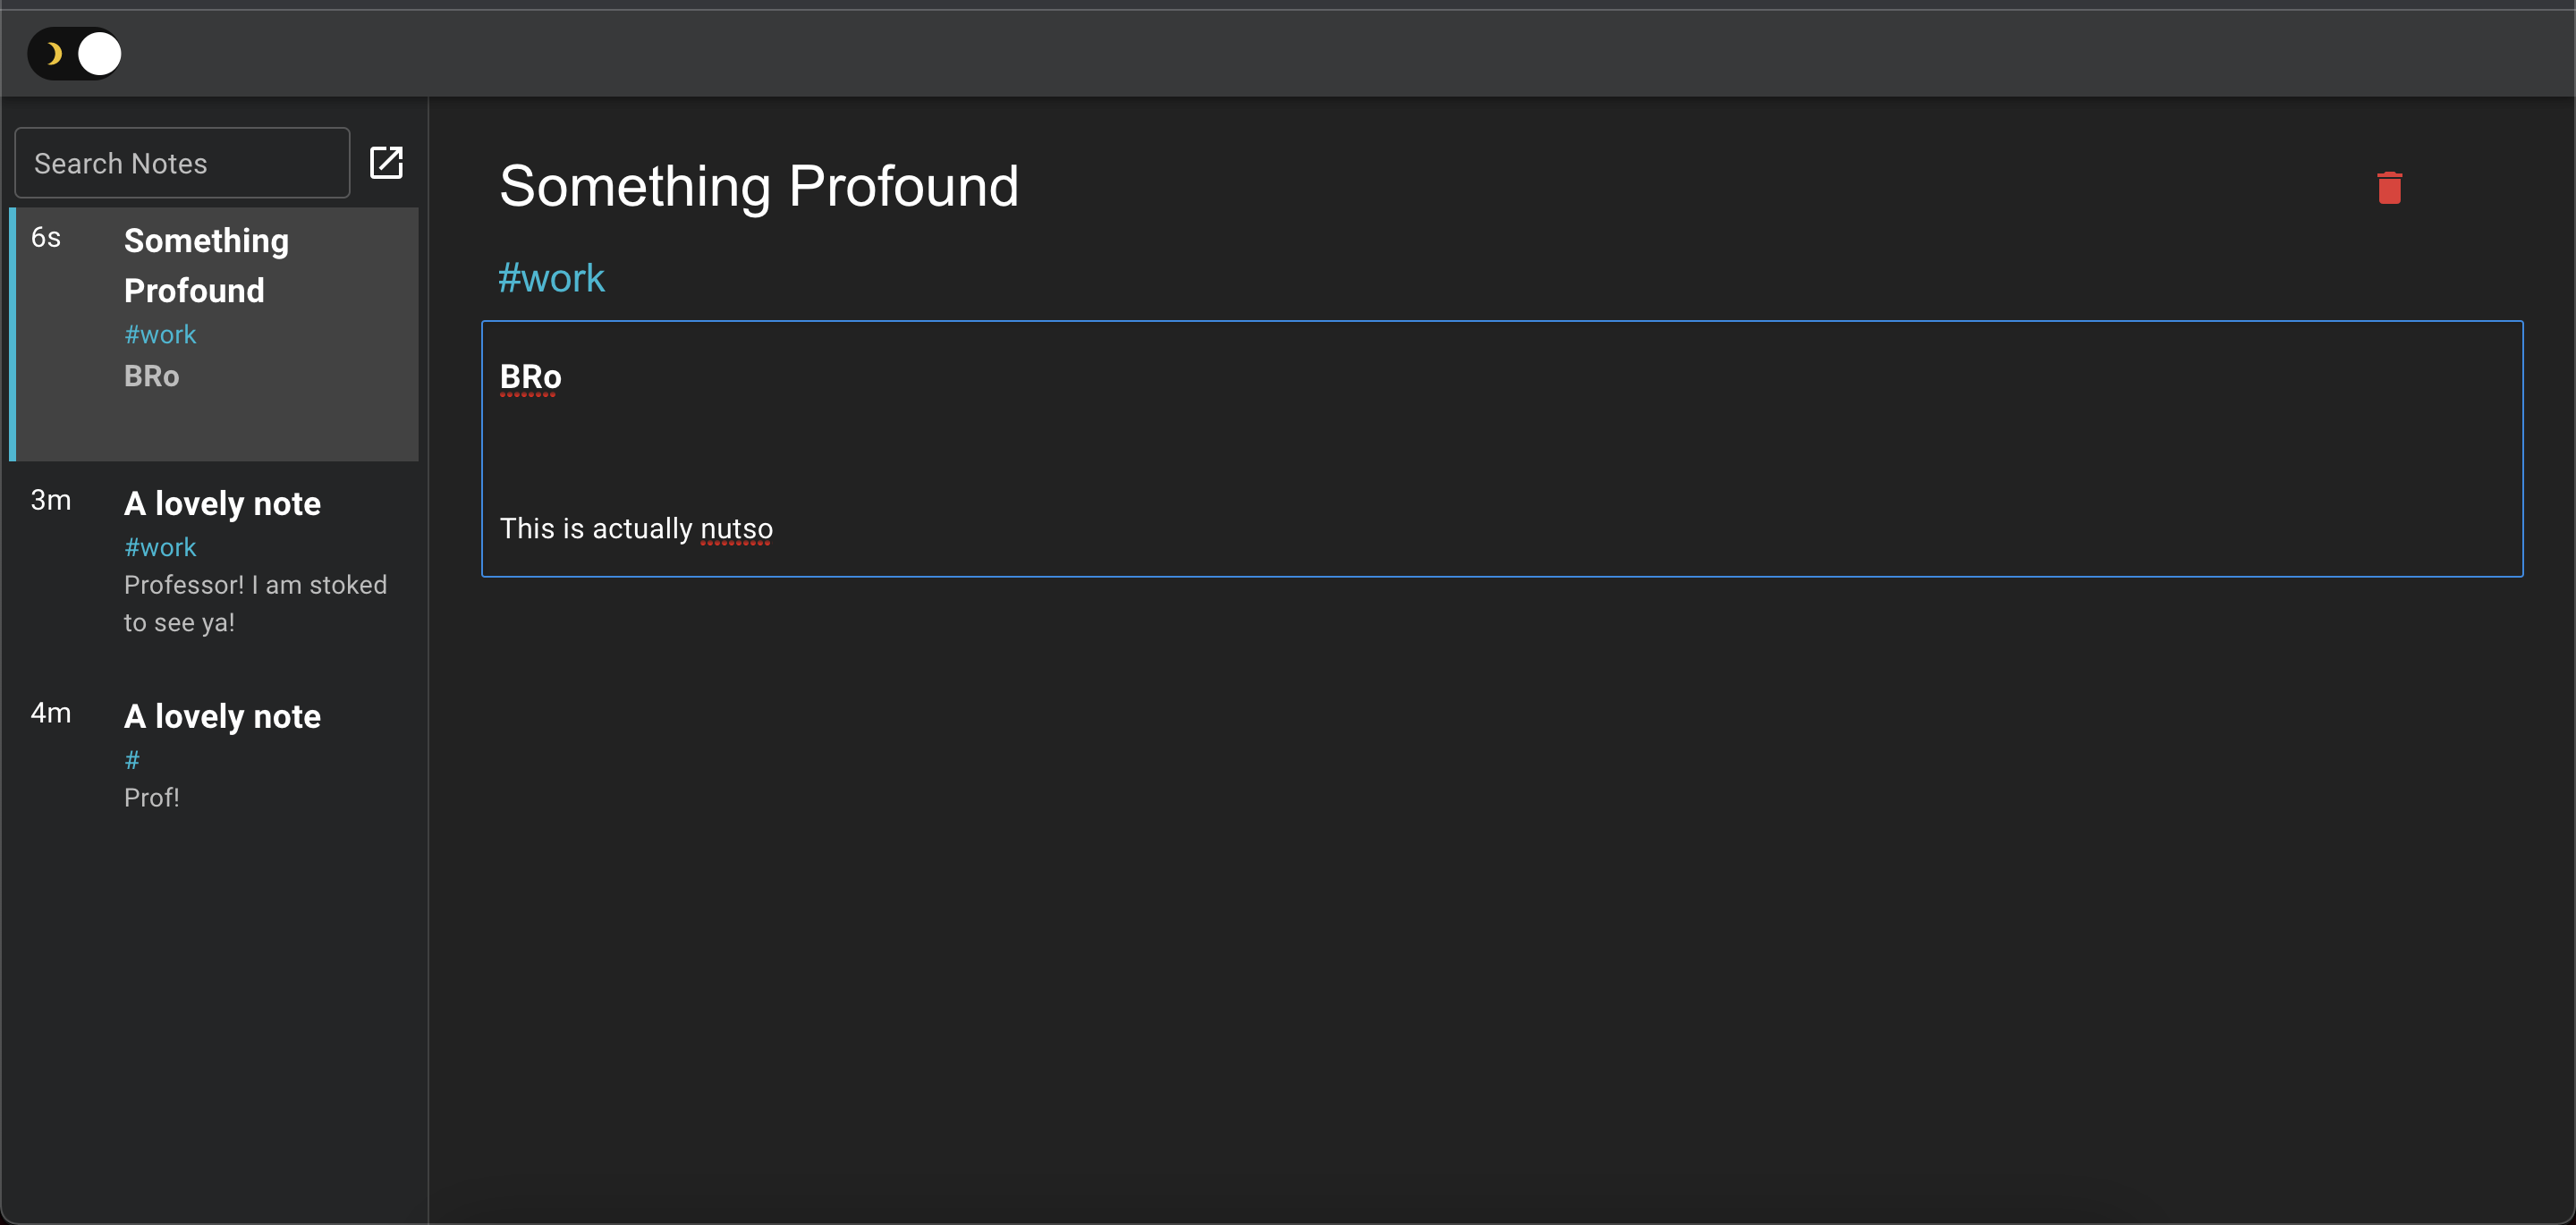 Search Notes
6s
Something
Profound
#work
BRo
3m
A lovely note
#work
Professor! I am stoked
to see ya!
4m
A lovely note
#
Prof!
Something Profound
#work
BRo
This is actually nutso